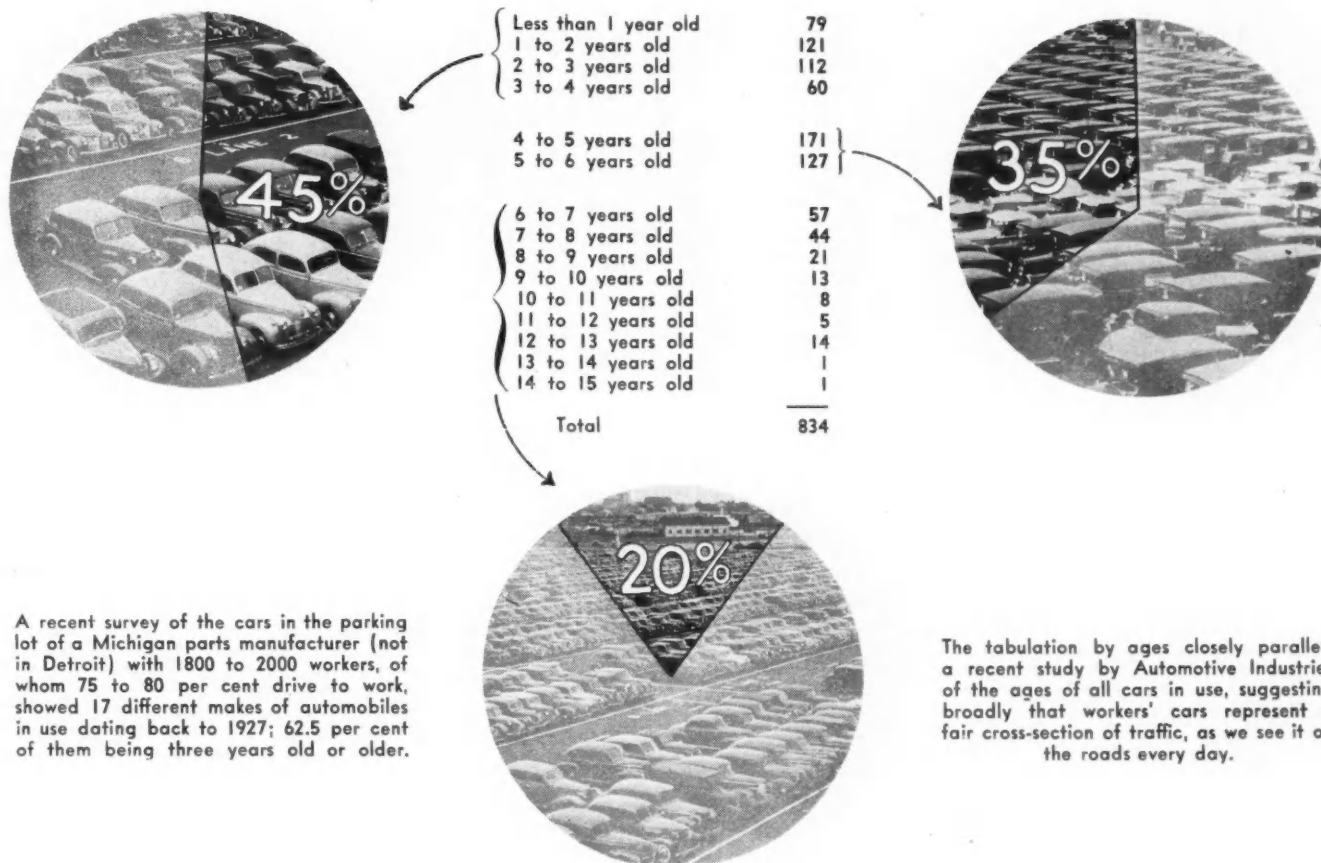 Less than 1 year old 79
1 to 2 years old 121
2 to 3 years old 112
3 to 4 years old 60
4 to 5 years old 171
5 to 6 years old 127
6 to 7 years old 57
7 to 8 years old 44
8 to 9 years old 21
9 to 10 years old 13
10 to 11 years old 8
11 to 12 years old 5
12 to 13 years old 14
13 to 14 years old 1
14 to 15 years old 1
Total 834
LANE 2
45%
35%
20%
A recent survey of the cars in the parking
lot of a Michigan parts manufacturer (not
in Detroit) with 1800 to 2000 workers, of
whom 75 to 80 per cent drive to work,
showed 17 different makes of automobiles
in use dating back to 1927; 62.5 per cent
of them being three years old or older.
The tabulation by ages closely paralle
a recent study by Automotive Industrie
of the ages of all cars in use, suggestin
broadly that workers' cars represent
fair cross-section of traffic, as we see it o
the roads every day.